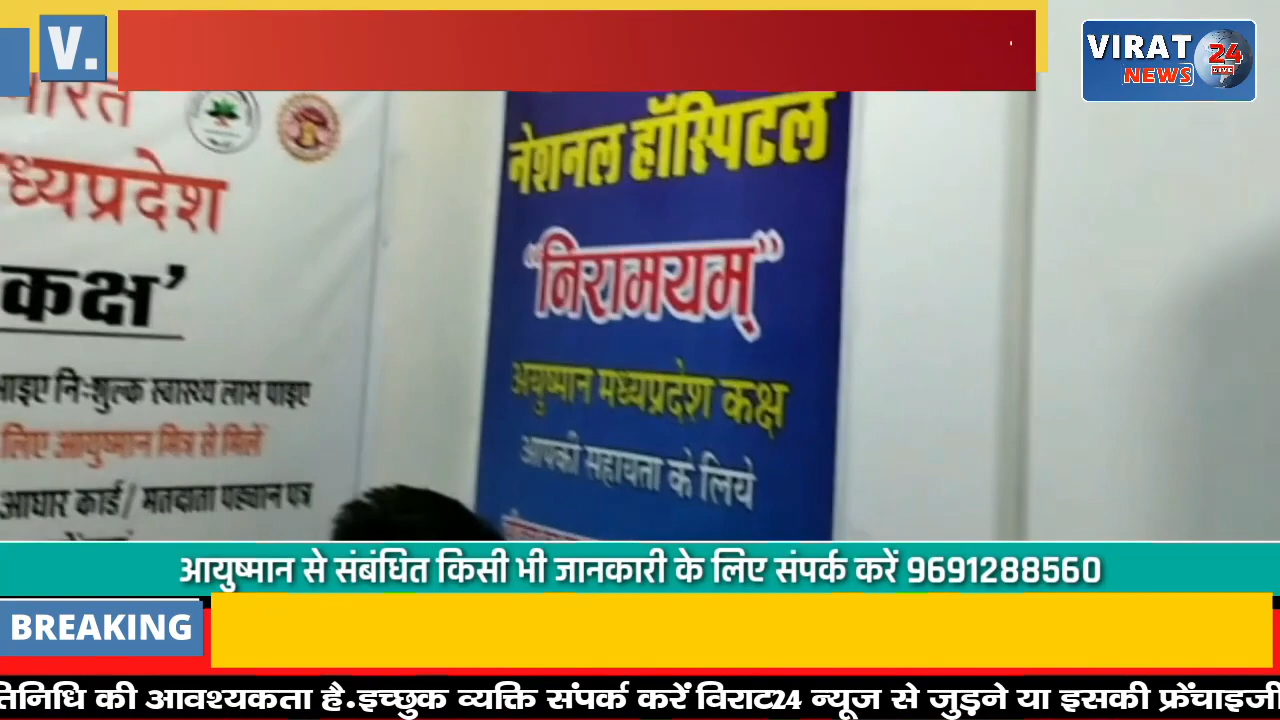 V.
VIRAT
24
NEWS
LIVE
भारत
मध्यप्रदेश
कक्ष’
आइए निःशुल्क स्वास्थ्य लाभ पाइए
लिए आयुष्मान मित्र से मिलें
आधार कार्ड / मतदाता पहचान पत्र
नेशनल हॉस्पिटल
“निरामयम्”
अयुष्मान मध्यप्रदेश कक्ष
आपकी सहायता के लिये
आयुष्मान से संबंधित किसी भी जानकारी के लिए संपर्क करें 9691288560
BREAKING
तिनिधि की आवश्यकता है.इच्छुक व्यक्ति संपर्क करें विराट24 न्यूज से जुड़ने या इसकी फ्रेंचाइजी